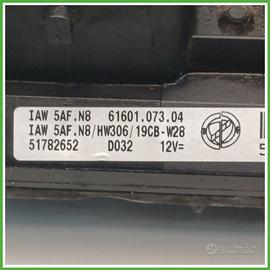 IAW 5AF.N8 61601.073.04
IAW 5AF.N8/HW306/19CB-W28
51782652 D032 12V=
subito